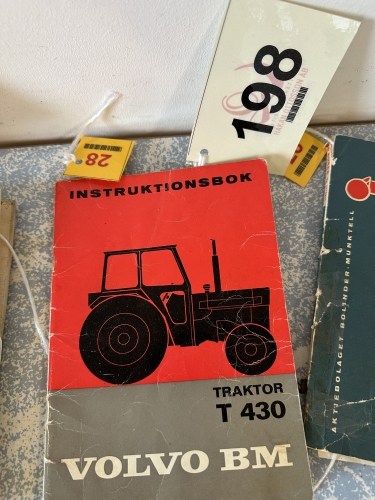 198
28
INSTRUKTIONSBOK
TRAKTOR
T 430
VOLVO BM
AKTIEBOLAGET BOLINDER-MUNKTELL